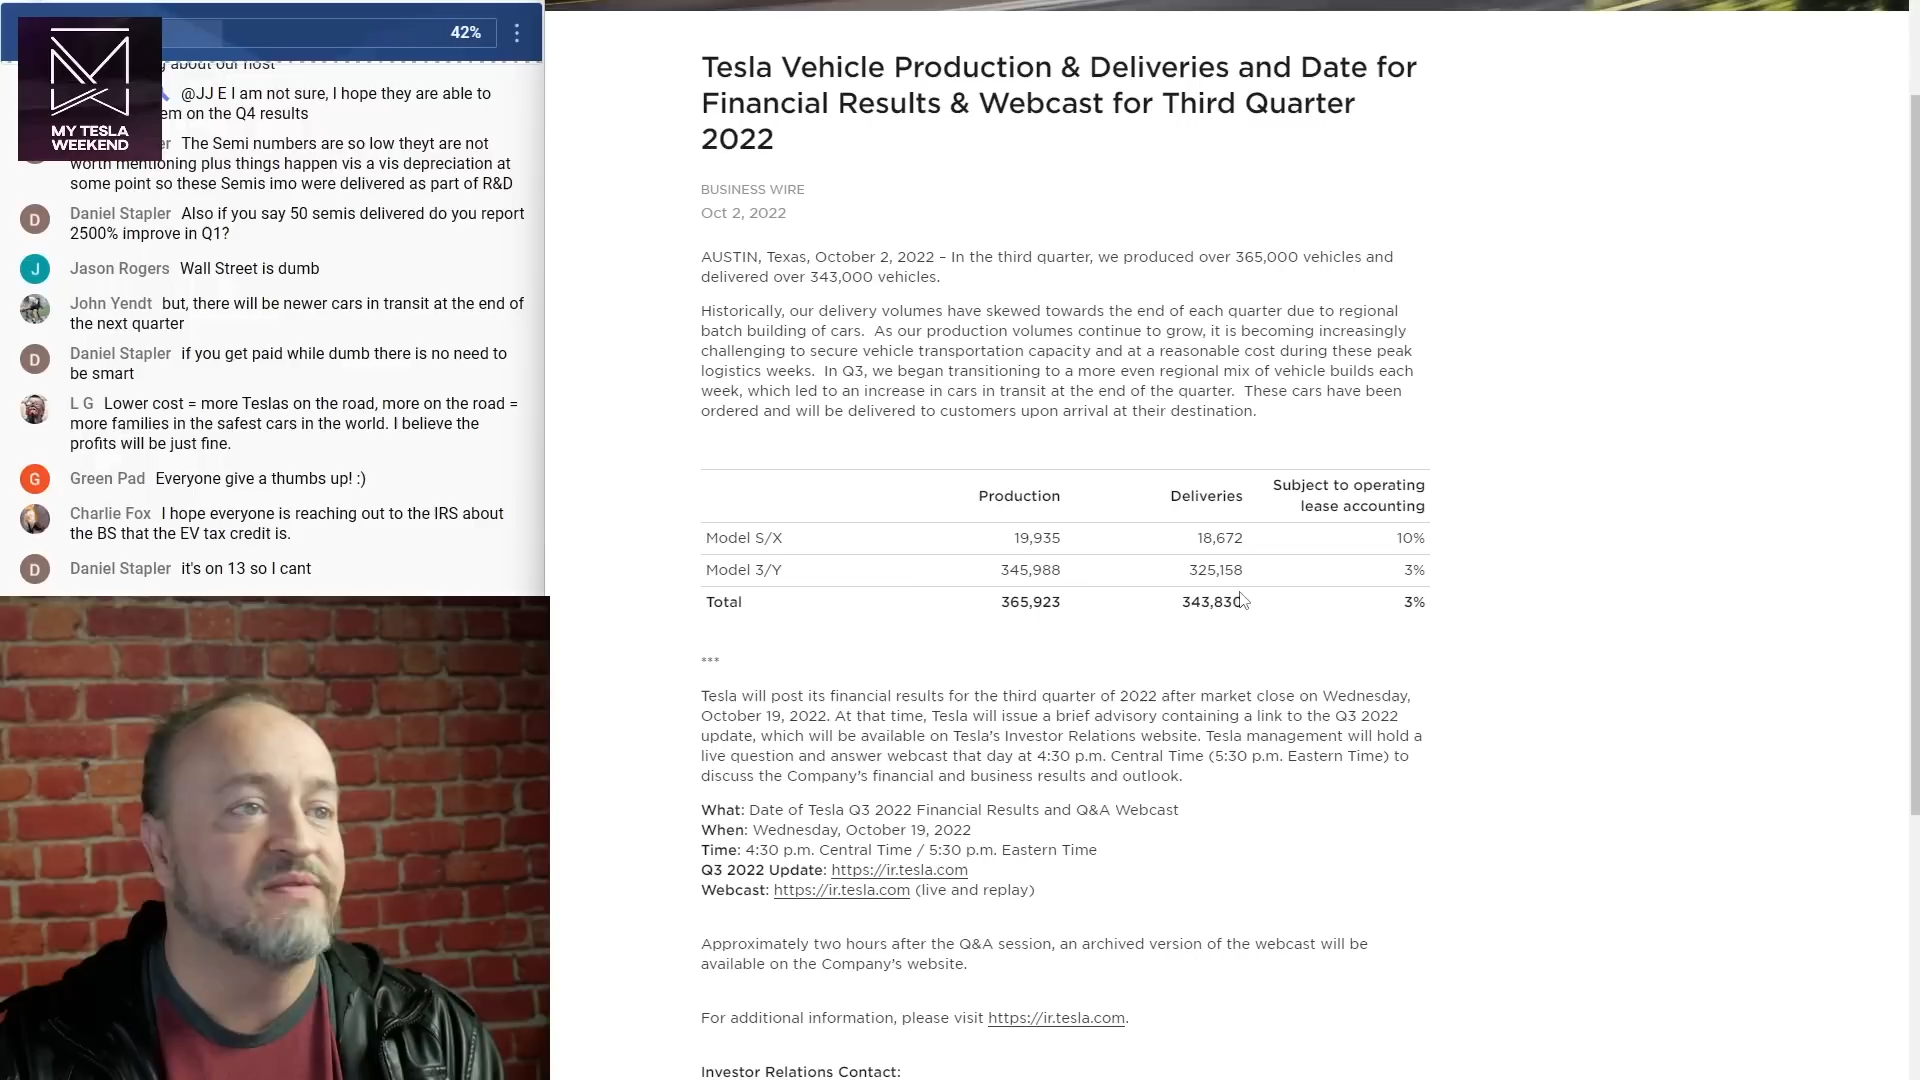 42%
MY TESLA
WEEKEND
g about our host
@JJ E I am not sure, I hope they are able to
em on the Q4 results
er The Semi numbers are so low theyt are not
worth mentioning plus things happen vis a vis depreciation at
some point so these Semis imo were delivered as part of R&D
D
Daniel Stapler Also if you say 50 semis delivered do you report
2500% improve in Q1?
J
Jason Rogers Wall Street is dumb
John Yendt but, there will be newer cars in transit at the end of
the next quarter
D
Daniel Stapler if you get paid while dumb there is no need to
be smart
L G Lower cost = more Teslas on the road, more on the road =
more families in the safest cars in the world. I believe the
profits will be just fine.
G
Green Pad Everyone give a thumbs up! :)
Charlie Fox I hope everyone is reaching out to the IRS about
the BS that the EV tax credit is.
D
Daniel Stapler it's on 13 so I cant
Tesla Vehicle Production & Deliveries and Date for
Financial Results & Webcast for Third Quarter
2022
BUSINESS WIRE
Oct 2, 2022
AUSTIN, Texas, October 2, 2022 – In the third quarter, we produced over 365,000 vehicles and
delivered over 343,000 vehicles.
Historically, our delivery volumes have skewed towards the end of each quarter due to regional
batch building of cars. As our production volumes continue to grow, it is becoming increasingly
challenging to secure vehicle transportation capacity and at a reasonable cost during these peak
logistics weeks. In Q3, we began transitioning to a more even regional mix of vehicle builds each
week, which led to an increase in cars in transit at the end of the quarter. These cars have been
ordered and will be delivered to customers upon arrival at their destination.
Production Deliveries Subject to operating
lease accounting
Model S/X 19,935 18,672 10%
Model 3/Y 345,988 325,158 3%
Total 365,923 343,830 3%
***
Tesla will post its financial results for the third quarter of 2022 after market close on Wednesday,
October 19, 2022. At that time, Tesla will issue a brief advisory containing a link to the Q3 2022
update, which will be available on Tesla's Investor Relations website. Tesla management will hold a
live question and answer webcast that day at 4:30 p.m. Central Time (5:30 p.m. Eastern Time) to
discuss the Company's financial and business results and outlook.
What: Date of Tesla Q3 2022 Financial Results and Q&A Webcast
When: Wednesday, October 19, 2022
Time: 4:30 p.m. Central Time / 5:30 p.m. Eastern Time
Q3 2022 Update: https://ir.tesla.com
Webcast: https://ir.tesla.com (live and replay)
Approximately two hours after the Q&A session, an archived version of the webcast will be
available on the Company's website.
For additional information, please visit https://ir.tesla.com.
Investor Relations Contact: